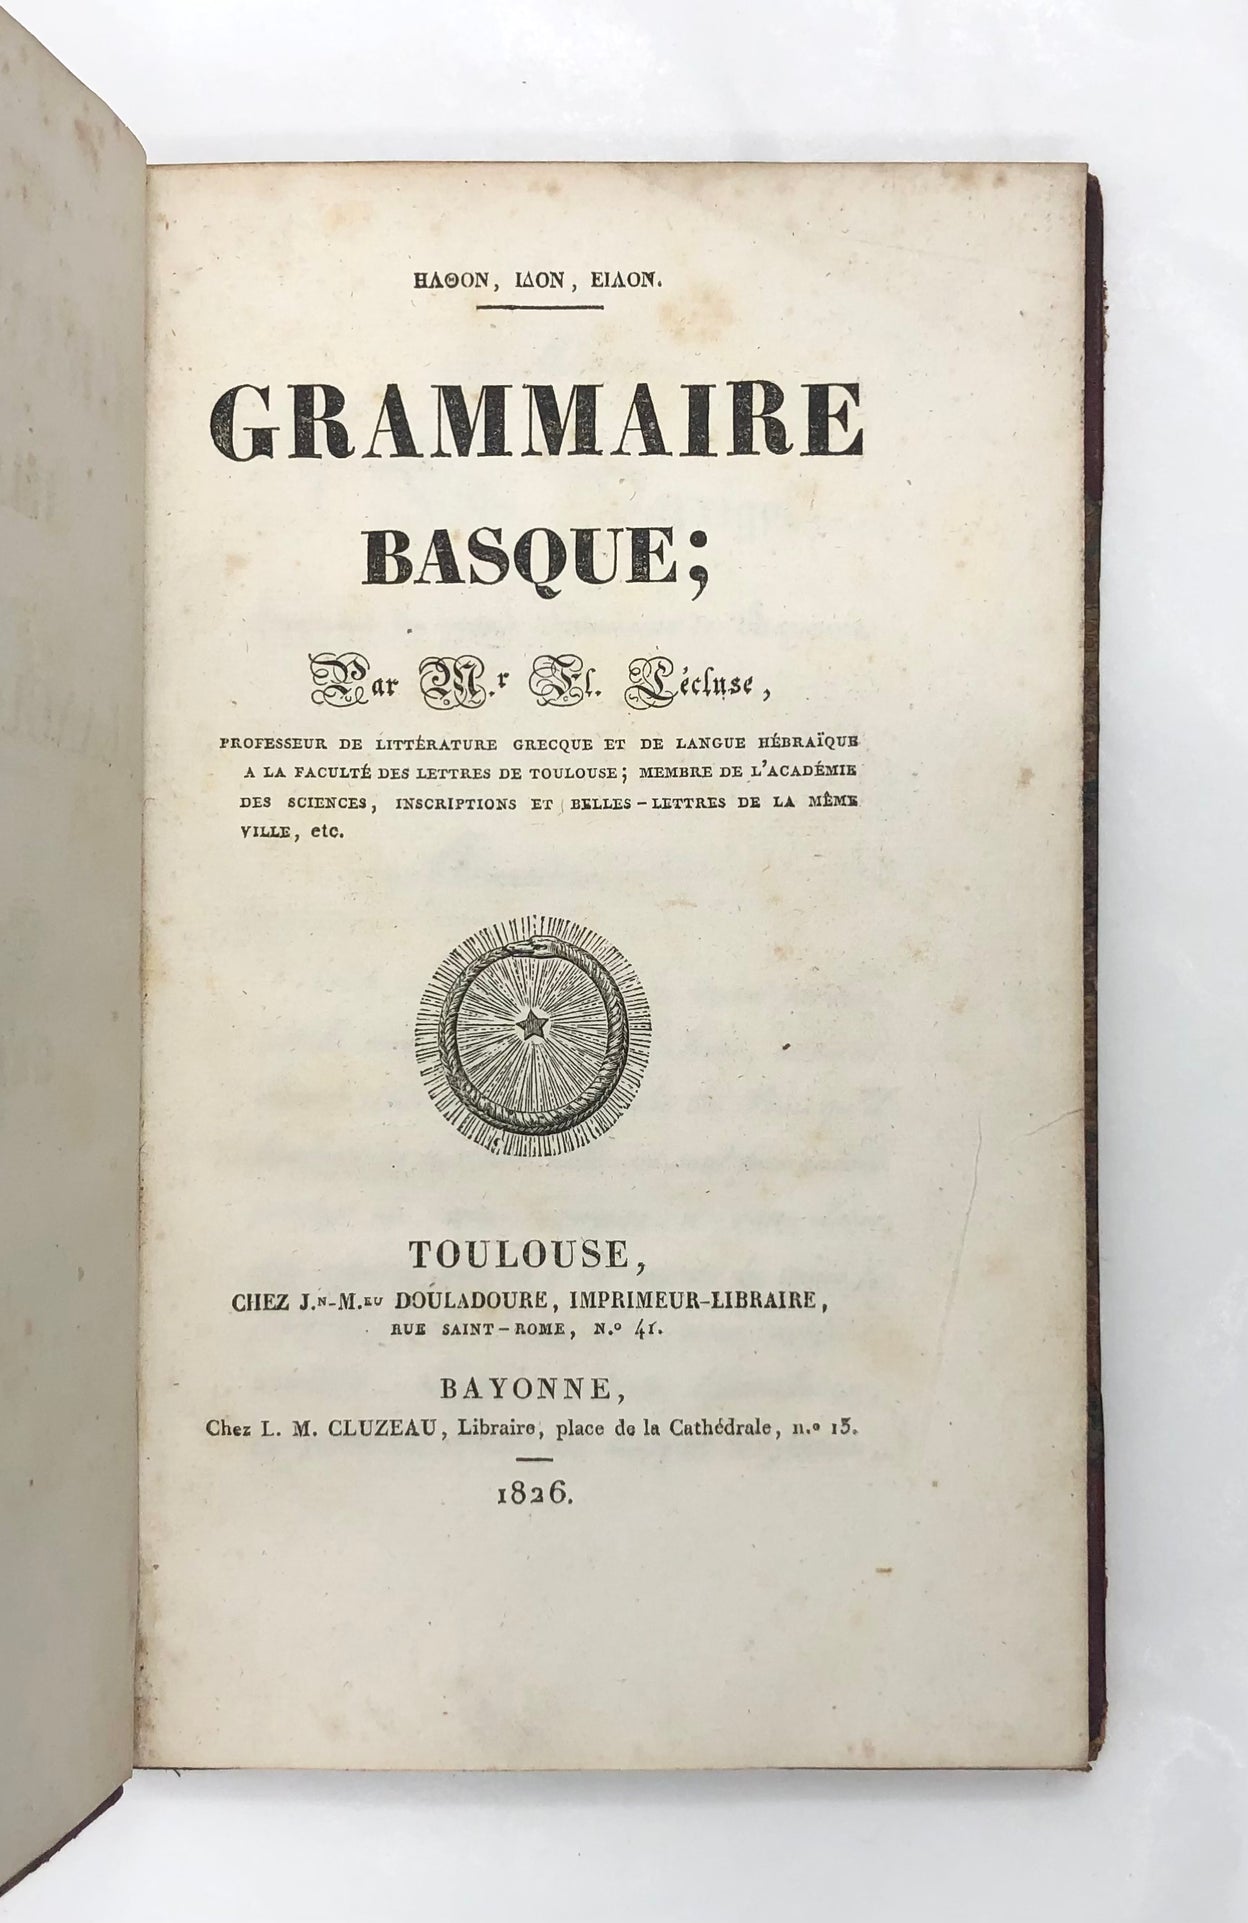 ΗΛΘΟΝ, ΙΔΟΝ, ΕΙΛΟΝ.
GRAMMAIRE
BASQUE;
Par M.r Fl. Lécluse,
PROFESSEUR DE LITTÉRATURE GRECQUE ET DE LANGUE HÉBRAÏQUE
A LA FACULTÉ DES LETTRES DE TOULOUSE; MEMBRE DE L'ACADÉMIE
DES SCIENCES, INSCRIPTIONS ET BELLES-LETTRES DE LA MÊME
VILLE, etc.
TOULOUSE,
CHEZ J.N-M.EU DOULADOURE, IMPRIMEUR-LIBRAIRE,
RUE SAINT-ROME, N.º 41.
BAYONNE,
Chez L. M. CLUZEAU, Libraire, place de la Cathédrale, n.º 15.
1826.